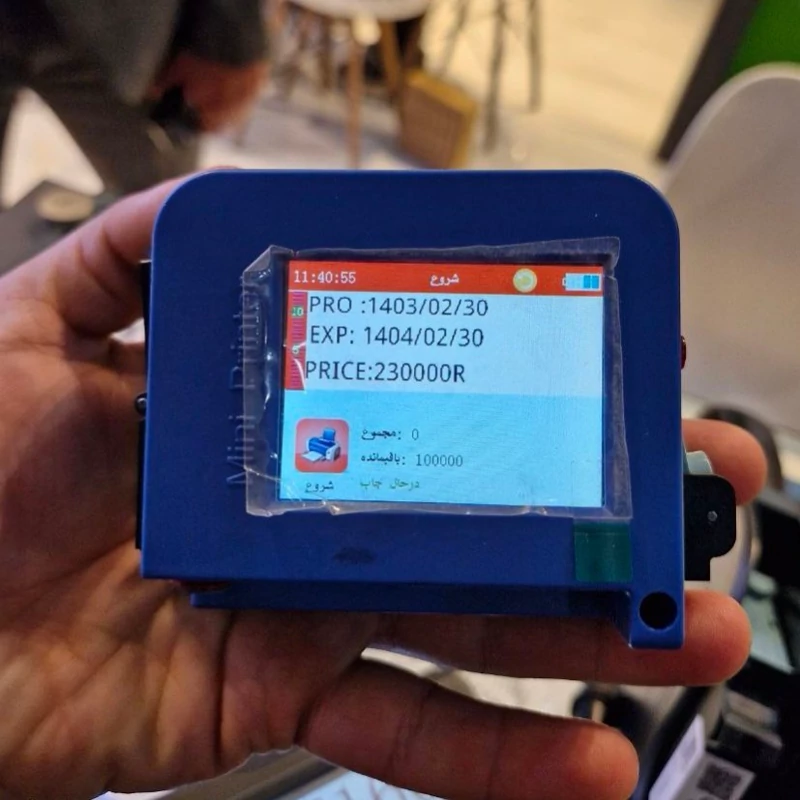 11:40:55 شروع
10
PRO :1403/02/30
EXP: 1404/02/30
PRICE:230000R
مجموع: 0
باقیمانده: 100000
شروع
درحال چاپ
Mini Printer